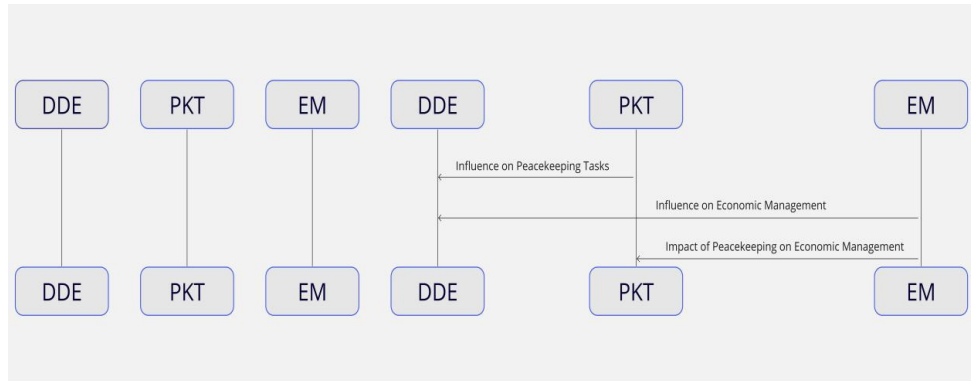 DDE
PKT
EM
DDE
PKT
EM
Influence on Peacekeeping Tasks
Influence on Economic Management
Impact of Peacekeeping on Economic Management
DDE
PKT
EM
DDE
PKT
EM